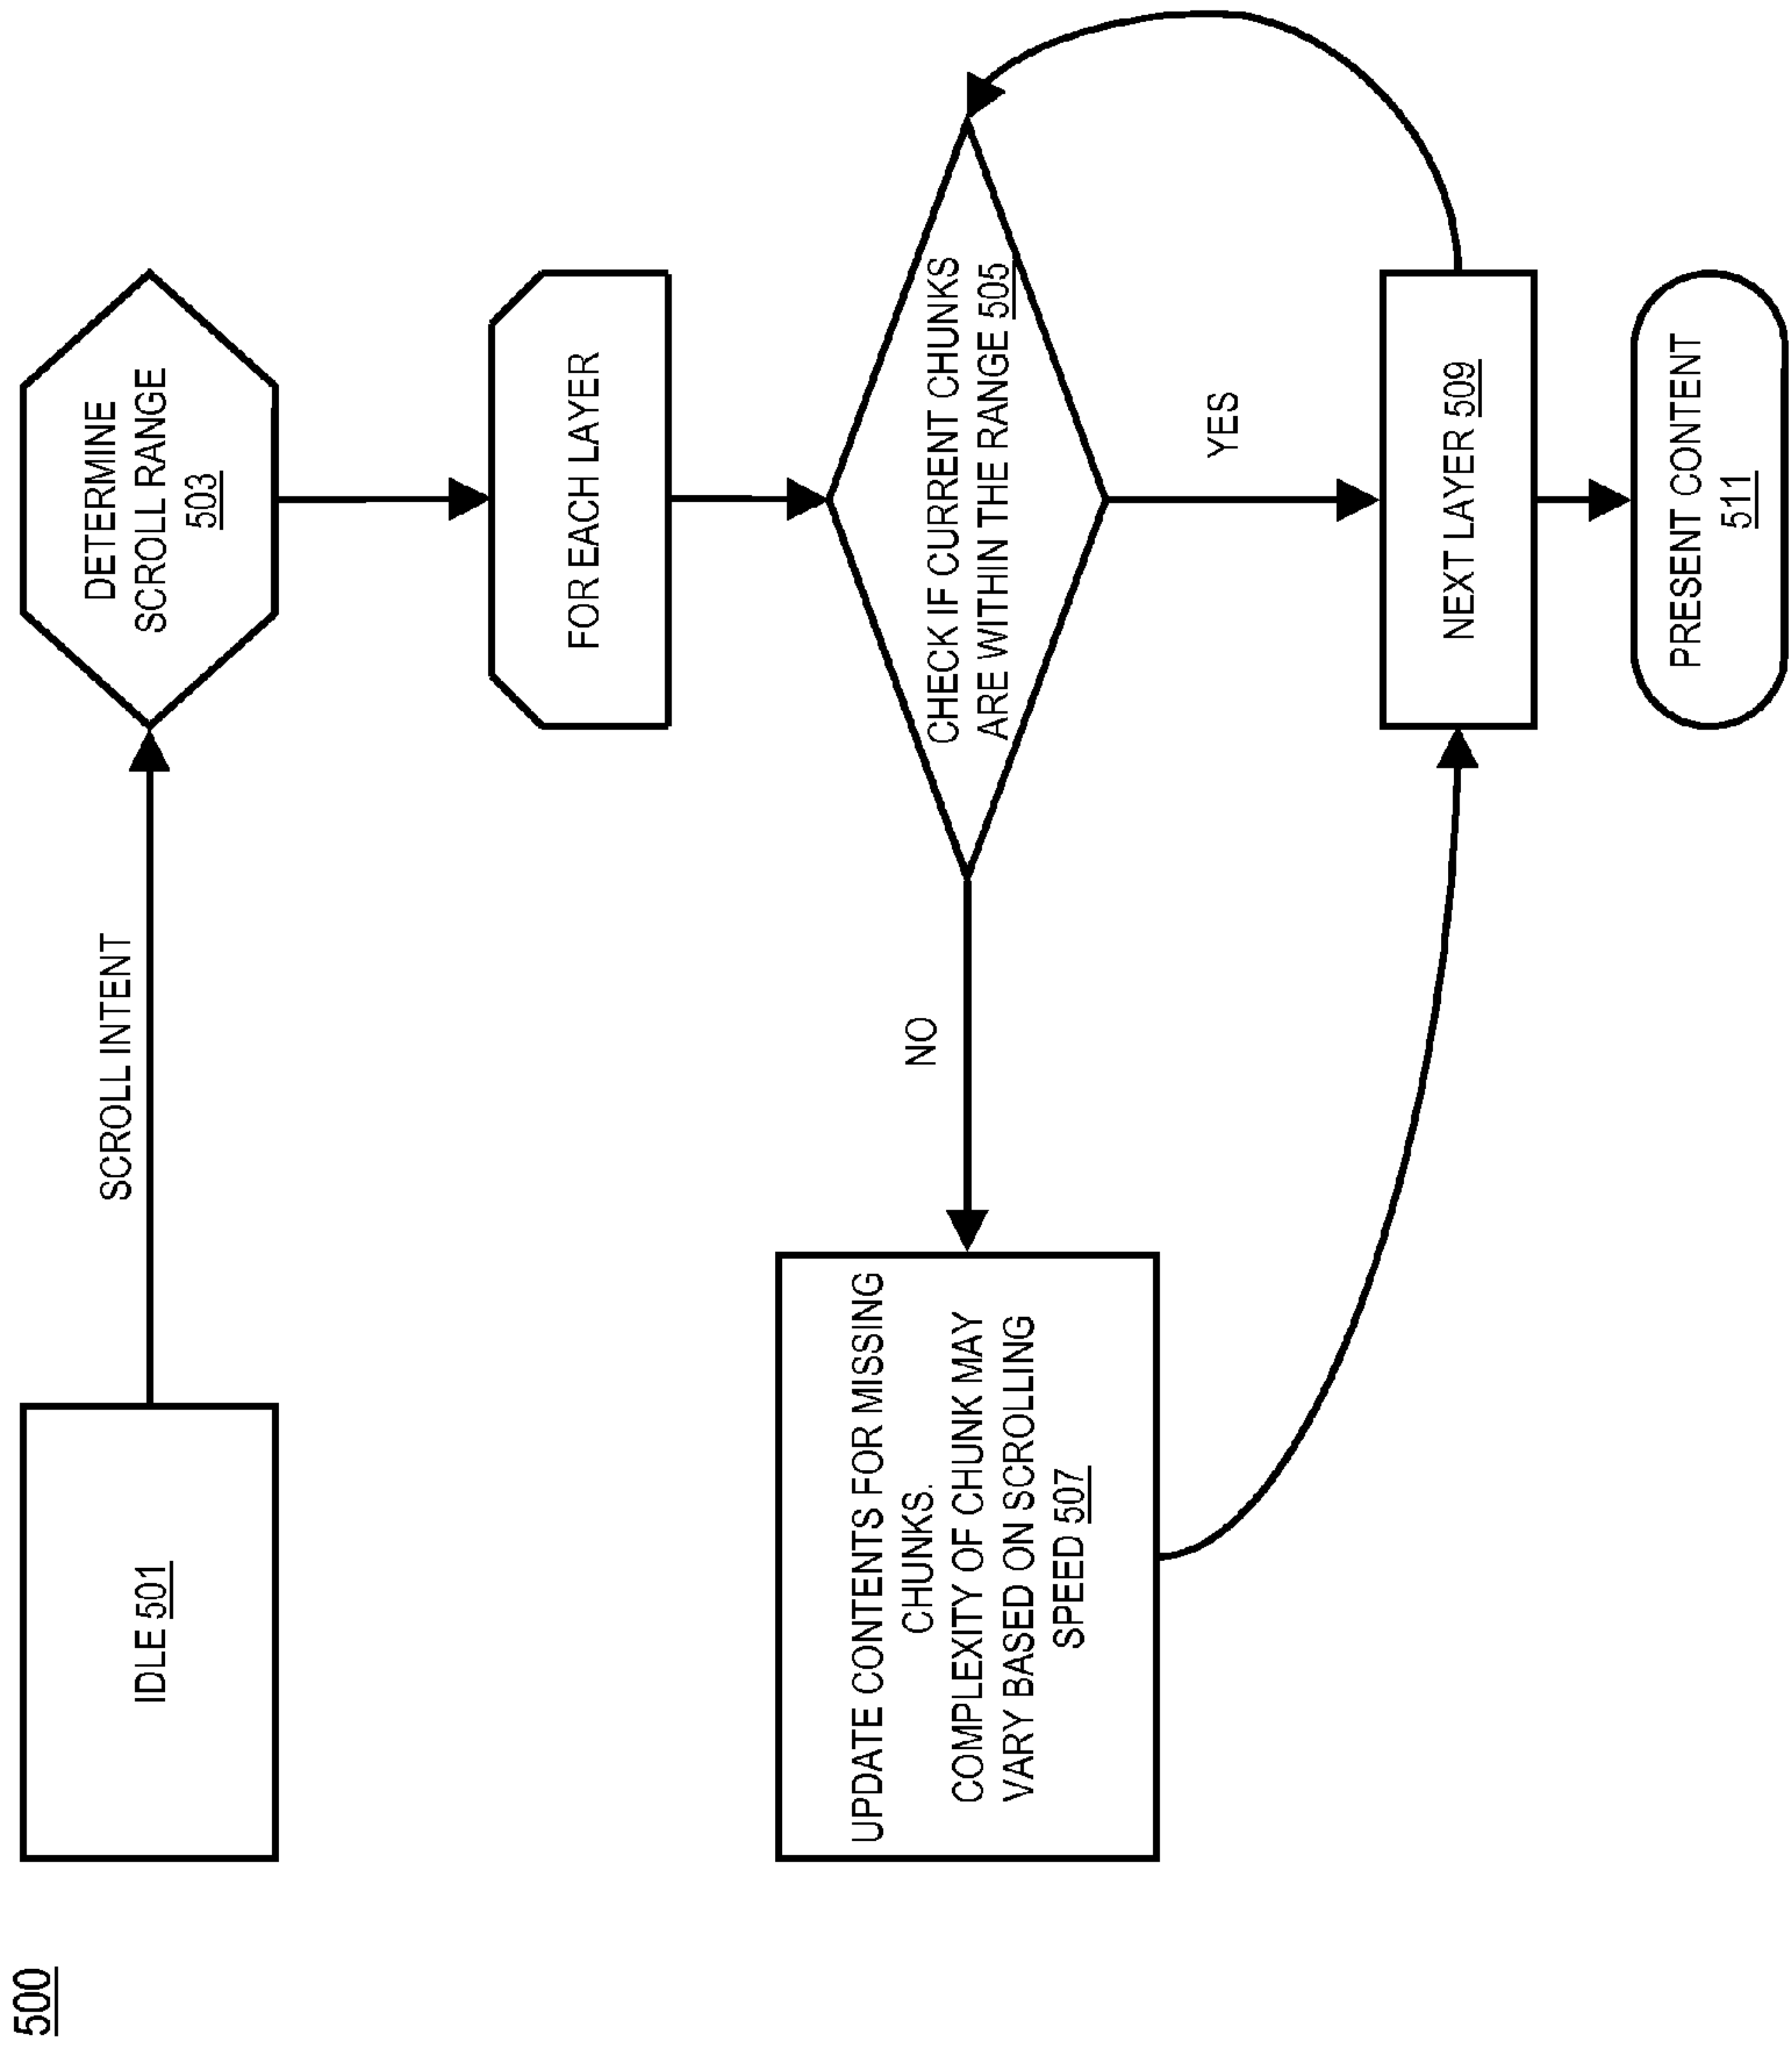 500
IDLE 501
SCROLL INTENT
DETERMINE
SCROLL RANGE
503
FOR EACH LAYER
CHECK IF CURRENT CHUNKS
ARE WITHIN THE RANGE 505
NO
UPDATE CONTENTS FOR MISSING
CHUNKS.
COMPLEXITY OF CHUNK MAY
VARY BASED ON SCROLLING
SPEED 507
YES
NEXT LAYER 509
PRESENT CONTENT
511